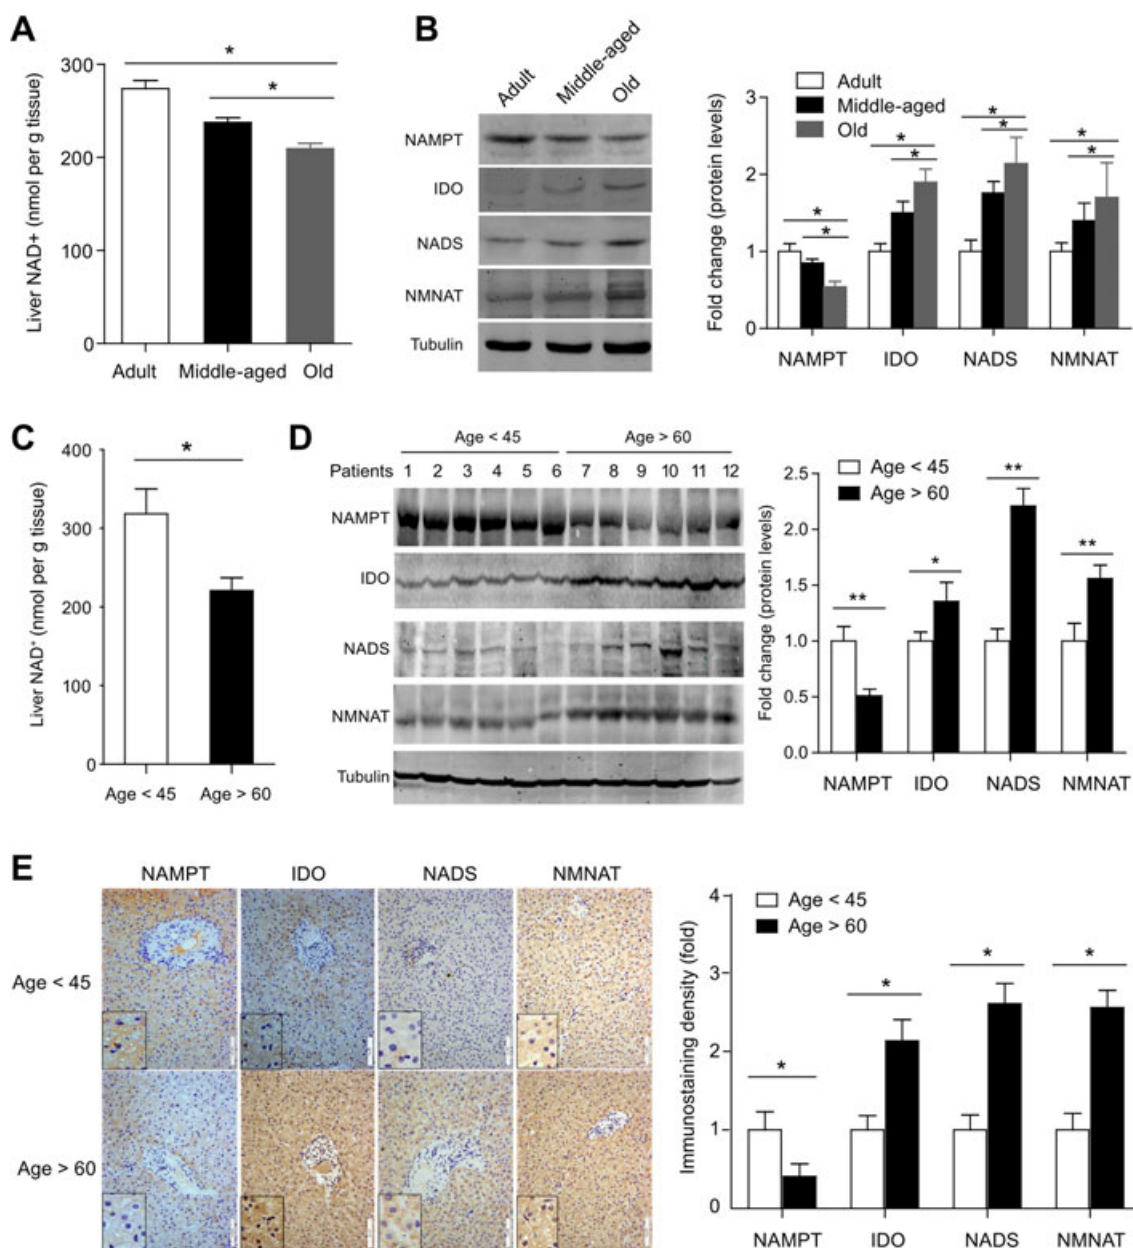 A
*
*
300
200
100
0
Liver NAD+ (nmol per g tissue)
Adult Middle-aged Old
B
Adult Middle-aged Old
NAMPT
IDO
NADS
NMNAT
Tubulin
Adult
Middle-aged
Old
3
2
1
0
Fold change (protein levels)
* * * * * * * *
NAMPT IDO NADS NMNAT
C
400
300
200
100
0
*
Liver NAD+ (nmol per g tissue)
Age < 45 Age > 60
D
Age < 45 Age > 60
Patients 1 2 3 4 5 6 7 8 9 10 11 12
NAMPT
IDO
NADS
NMNAT
Tubulin
Age < 45
Age > 60
2.5
2.0
1.5
1.0
0.5
0.0
Fold change (protein levels)
** * ** **
NAMPT IDO NADS NMNAT
E
NAMPT IDO NADS NMNAT
Age < 45
Age > 60
Age < 45
Age > 60
4
3
2
1
0
Immunostaining density (fold)
* * * *
NAMPT IDO NADS NMNAT